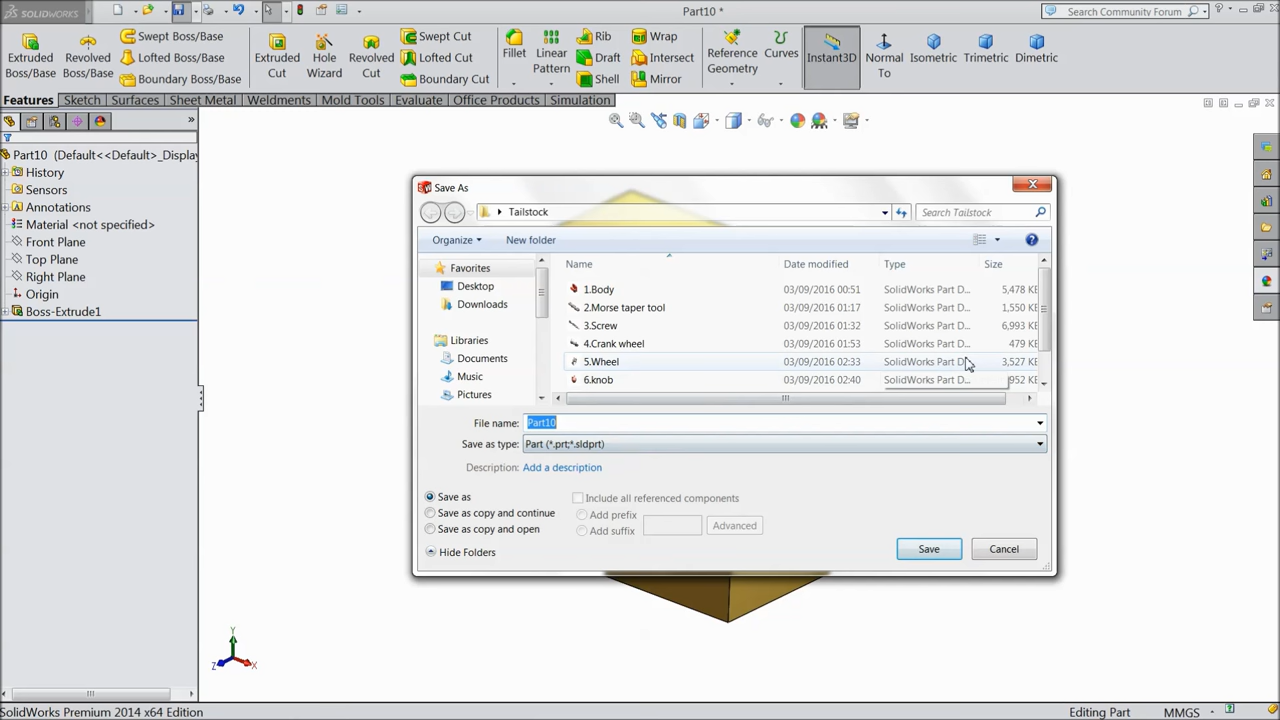 SOLIDWORKS
Part10 *
Search Community Forum
Extruded Boss/Base
Revolved Boss/Base
Swept Boss/Base
Lofted Boss/Base
Boundary Boss/Base
Extruded Cut
Hole Wizard
Revolved Cut
Swept Cut
Lofted Cut
Boundary Cut
Fillet
Linear Pattern
Rib
Draft
Shell
Wrap
Intersect
Mirror
Reference Geometry
Curves
Instant3D
Normal To
Isometric
Trimetric
Dimetric
Features Sketch Surfaces Sheet Metal Weldments Mold Tools Evaluate Office Products Simulation
Part10 (Default<<Default>_Display
History
Sensors
Annotations
Material <not specified>
Front Plane
Top Plane
Right Plane
Origin
Boss-Extrude1
Save As
Tailstock
Search Tailstock
Organize
New folder
Favorites
Desktop
Downloads
Libraries
Documents
Music
Pictures
Name Date modified Type Size
1.Body 03/09/2016 00:51 SolidWorks Part D... 5,478 KB
2.Morse taper tool 03/09/2016 01:17 SolidWorks Part D... 1,550 KB
3.Screw 03/09/2016 01:32 SolidWorks Part D... 6,993 KB
4.Crank wheel 03/09/2016 01:53 SolidWorks Part D... 479 KB
5.Wheel 03/09/2016 02:33 SolidWorks Part D... 3,527 KB
6.knob 03/09/2016 02:40 SolidWorks Part D... 952 KB
File name: Part10
Save as type: Part (*.prt;*.sldprt)
Description: Add a description
Save as
Save as copy and continue
Save as copy and open
Include all referenced components
Add prefix
Add suffix
Advanced
Hide Folders
Save
Cancel
Y
Z
X
SolidWorks Premium 2014 x64 Edition
Editing Part
MMGS